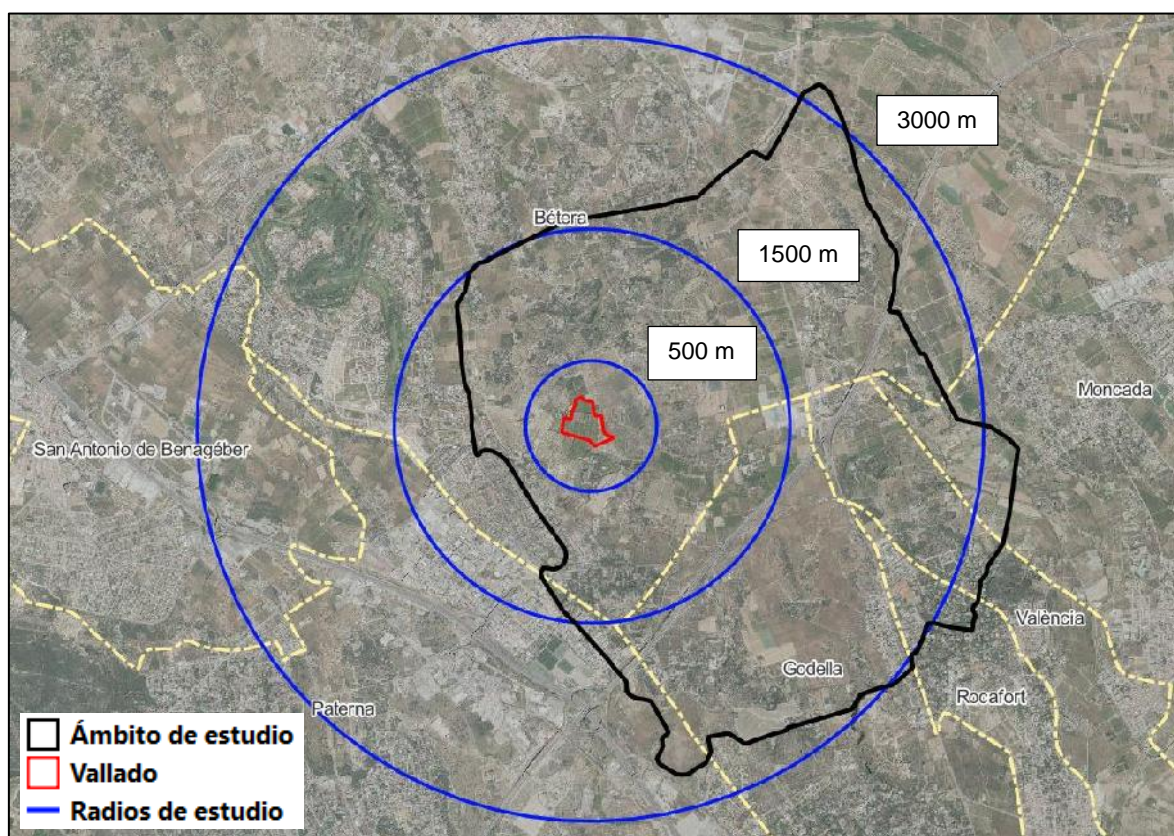 3000 m
Bétera
1500 m
500 m
Moncada
San Antonio de Benagéber
València
Godella
Rocafort
Paterna
Ámbito de estudio
Vallado
Radios de estudio